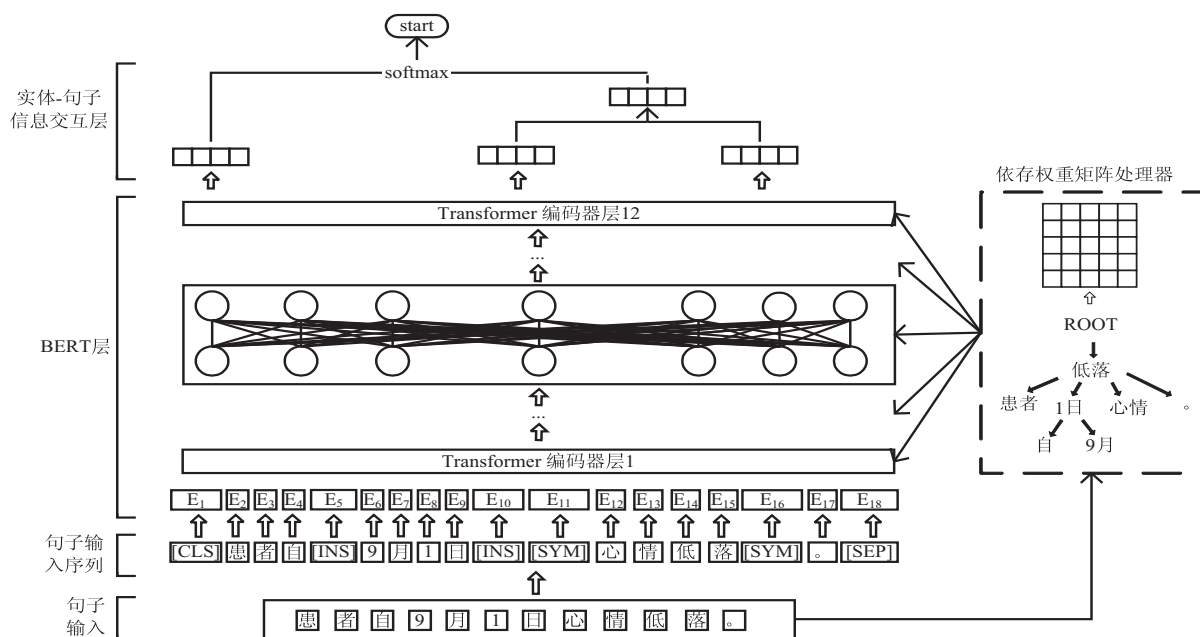 start
softmax
实体-句子
信息交互层
依存权重矩阵处理器
Transformer 编码器层12
...
BERT层
ROOT
低落
患者 1日 心情 。
自 9月
...
Transformer 编码器层1
E1 E2 E3 E4 E5 E6 E7 E8 E9 E10 E11 E12 E13 E14 E15 E16 E17 E18
句子输
入序列
[CLS] 患 者 自 [INS] 9 月 1 日 [INS] [SYM] 心 情 低 落 [SYM] 。 [SEP]
句子
输入
患 者 自 9 月 1 日 心 情 低 落 。